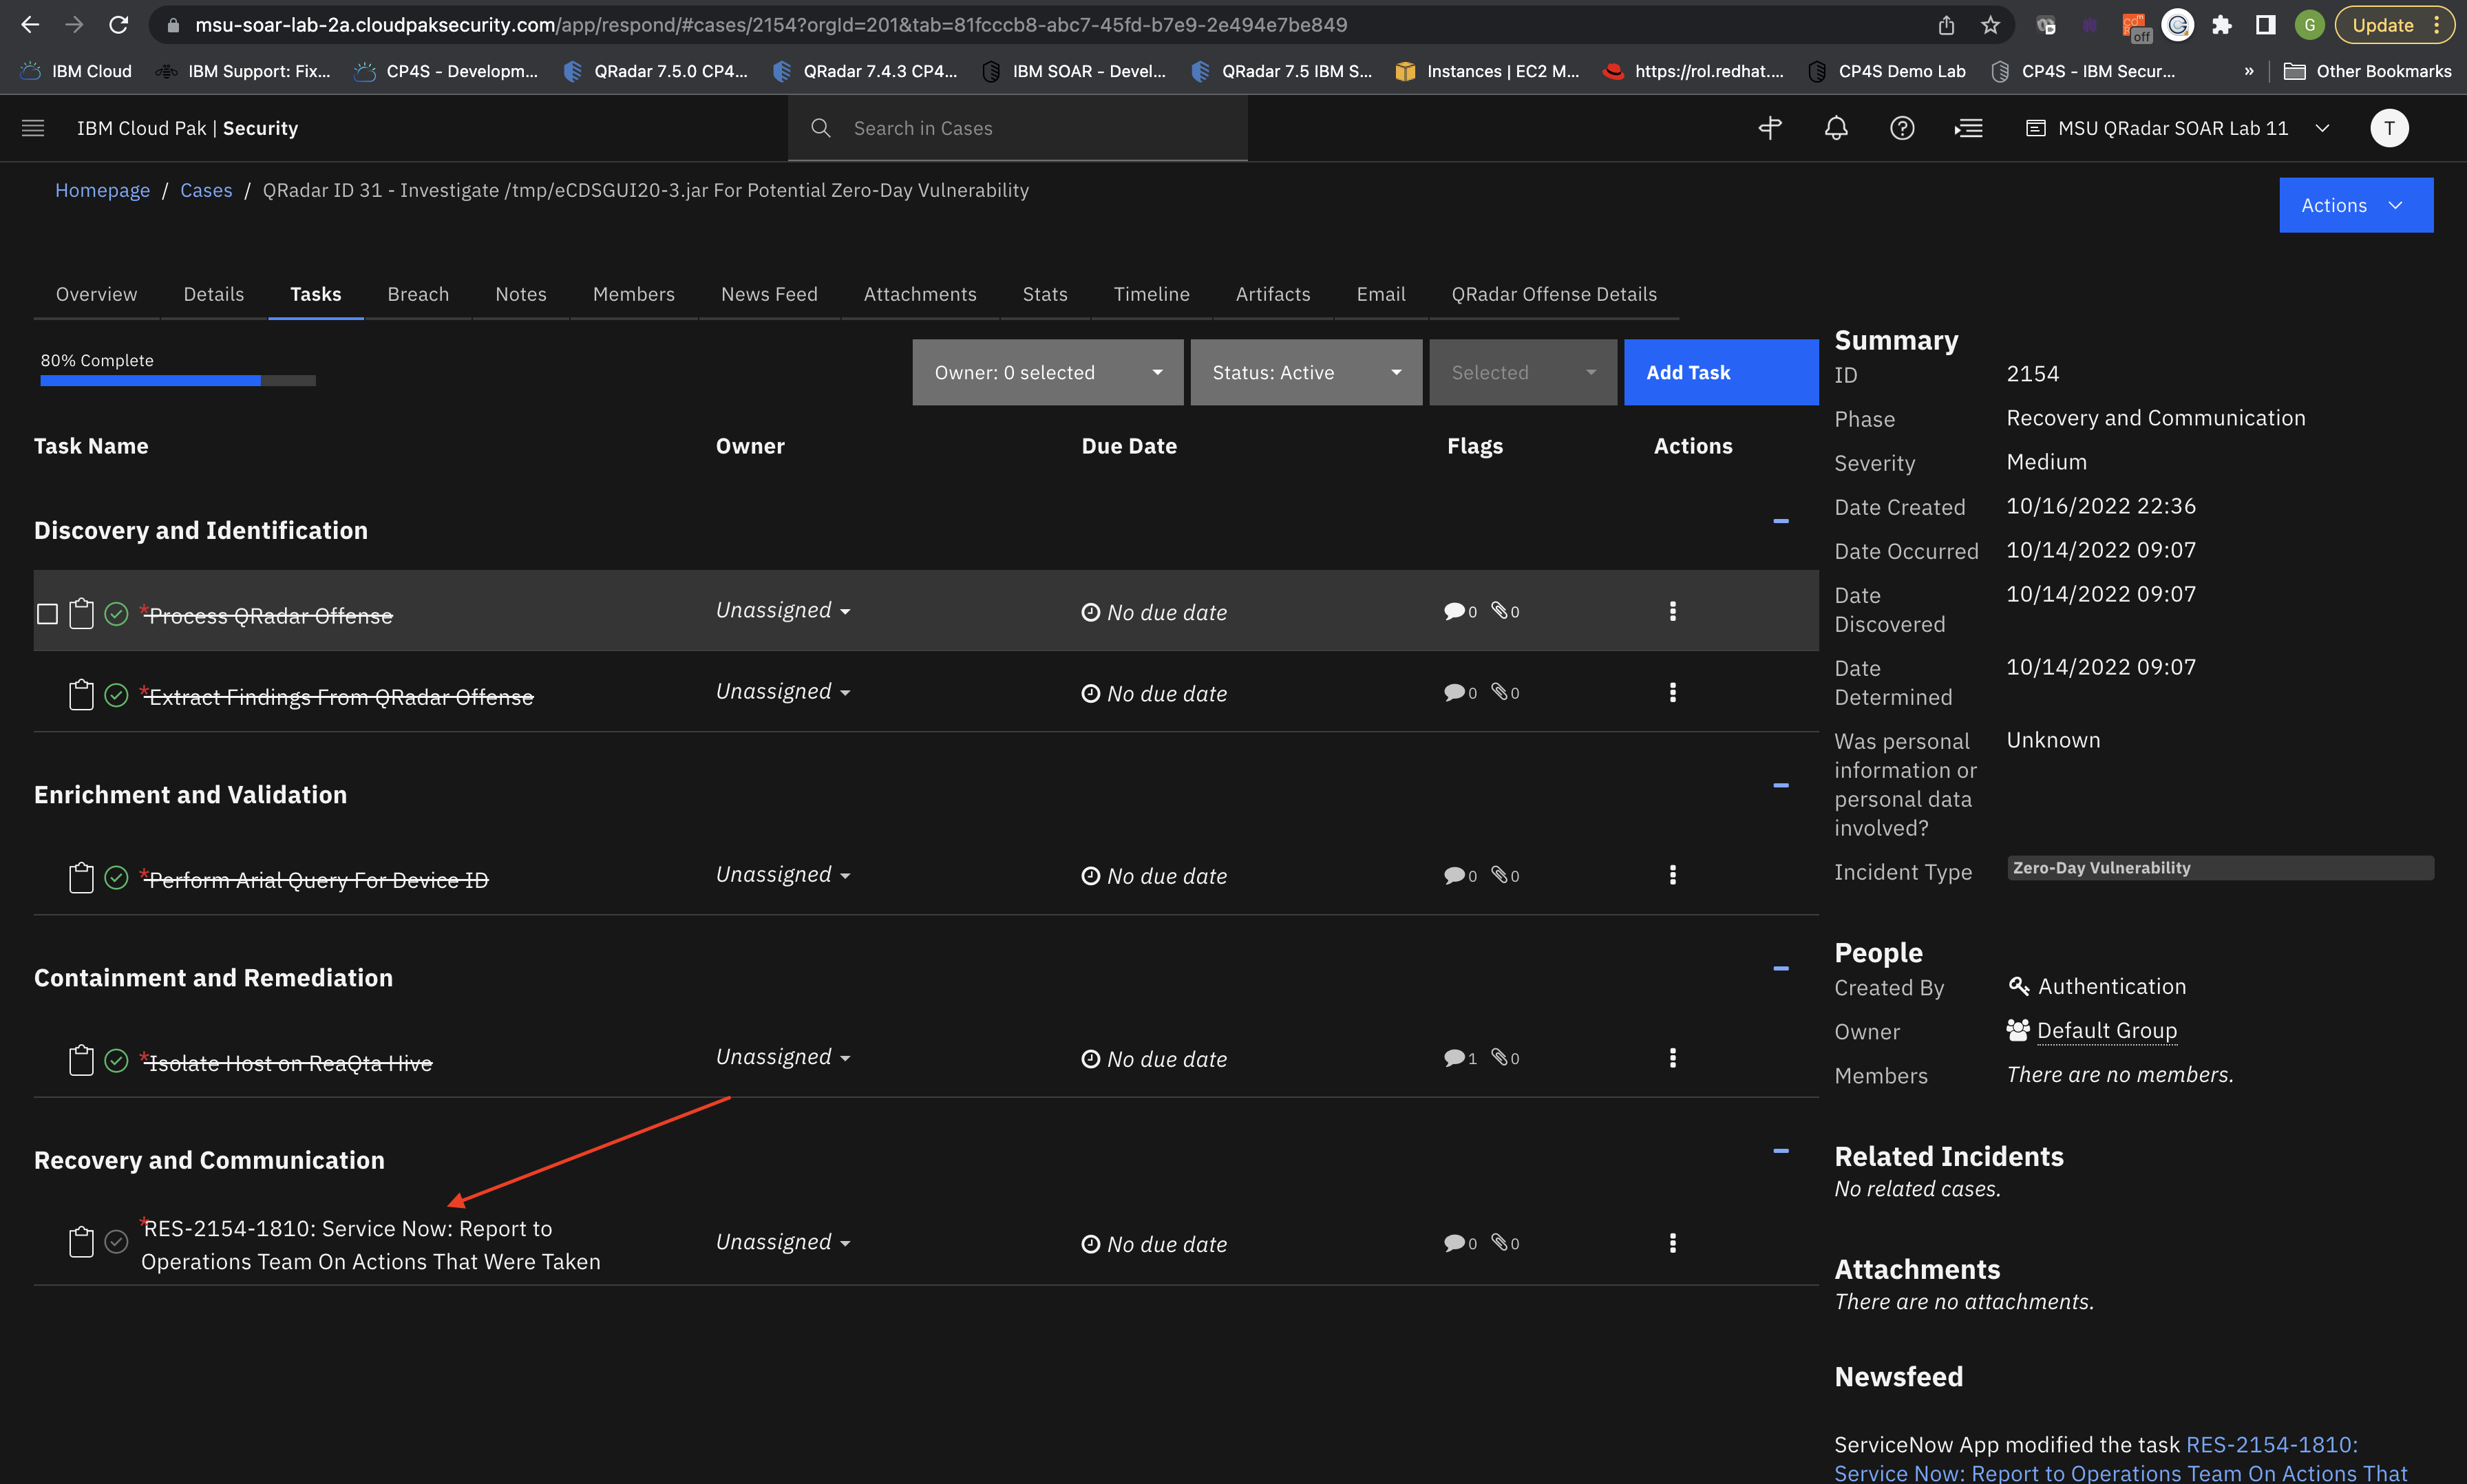 msu-soar-lab-2a.cloudpaksecurity.com/app/respond/#cases/2154?orgId=201&tab=81fcccb8-abc7-45fd-b7e9-2e494e7be849
off
G
Update
IBM Cloud
IBM Support: Fix...
CP4S - Developm...
QRadar 7.5.0 CP4...
QRadar 7.4.3 CP4...
IBM SOAR - Devel...
QRadar 7.5 IBM S...
Instances | EC2 M...
https://rol.redhat....
CP4S Demo Lab
CP4S - IBM Secur...
»
Other Bookmarks
IBM Cloud Pak | Security
Search in Cases
MSU QRadar SOAR Lab 11
T
Homepage / Cases / QRadar ID 31 - Investigate /tmp/eCDSGUI20-3.jar For Potential Zero-Day Vulnerability
Actions
Overview
Details
Tasks
Breach
Notes
Members
News Feed
Attachments
Stats
Timeline
Artifacts
Email
QRadar Offense Details
80% Complete
Owner: 0 selected
Status: Active
Selected
Add Task
Task Name
Owner
Due Date
Flags
Actions
Discovery and Identification
*Process QRadar Offense
Unassigned
No due date
0
0
*Extract Findings From QRadar Offense
Unassigned
No due date
0
0
Enrichment and Validation
*Perform Arial Query For Device ID
Unassigned
No due date
0
0
Containment and Remediation
*Isolate Host on ReaQta Hive
Unassigned
No due date
1
0
Recovery and Communication
*RES-2154-1810: Service Now: Report to
Operations Team On Actions That Were Taken
Unassigned
No due date
0
0
Summary
ID
2154
Phase
Recovery and Communication
Severity
Medium
Date Created
10/16/2022 22:36
Date Occurred
10/14/2022 09:07
Date
Discovered
10/14/2022 09:07
Date
Determined
10/14/2022 09:07
Was personal
information or
personal data
involved?
Unknown
Incident Type
Zero-Day Vulnerability
People
Created By
Authentication
Owner
Default Group
Members
There are no members.
Related Incidents
No related cases.
Attachments
There are no attachments.
Newsfeed
ServiceNow App modified the task RES-2154-1810:
Service Now: Report to Operations Team On Actions That